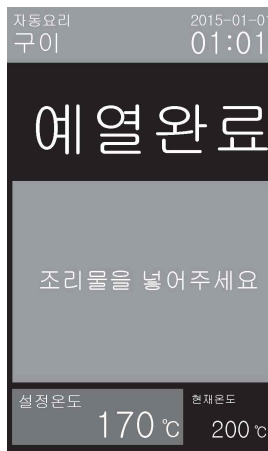 자동요리 2015-01-01
구이 01:01
예열완료
조리물을 넣어주세요
설정온도 현재온도
170 ℃ 200 ℃